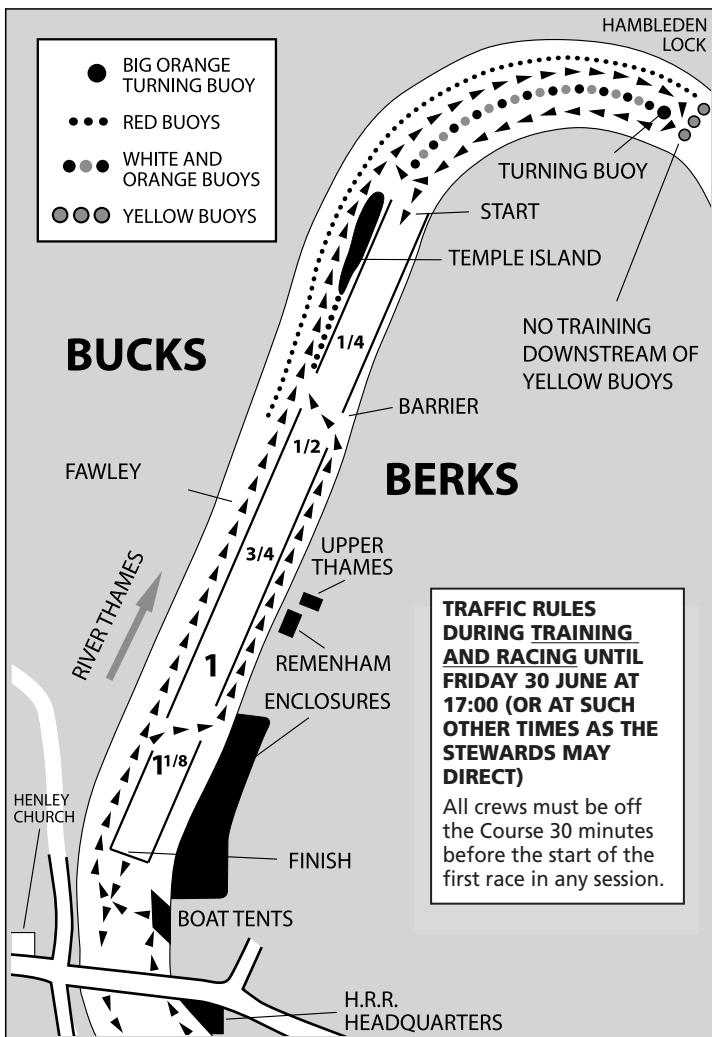 HAMBLEDEN
LOCK
BIG ORANGE
TURNING BUOY
RED BUOYS
WHITE AND
ORANGE BUOYS
YELLOW BUOYS
TURNING BUOY
START
TEMPLE ISLAND
NO TRAINING
DOWNSTREAM OF
YELLOW BUOYS
1/4
BUCKS
BARRIER
1/2
FAWLEY
BERKS
3/4
UPPER
THAMES
RIVER THAMES
REMENHAM
1
ENCLOSURES
1 1/8
TRAFFIC RULES
DURING TRAINING
AND RACING UNTIL
FRIDAY 30 JUNE AT
17:00 (OR AT SUCH
OTHER TIMES AS THE
STEWARDS MAY
DIRECT)
All crews must be off
the Course 30 minutes
before the start of the
first race in any session.
HENLEY
CHURCH
FINISH
BOAT TENTS
H.R.R.
HEADQUARTERS